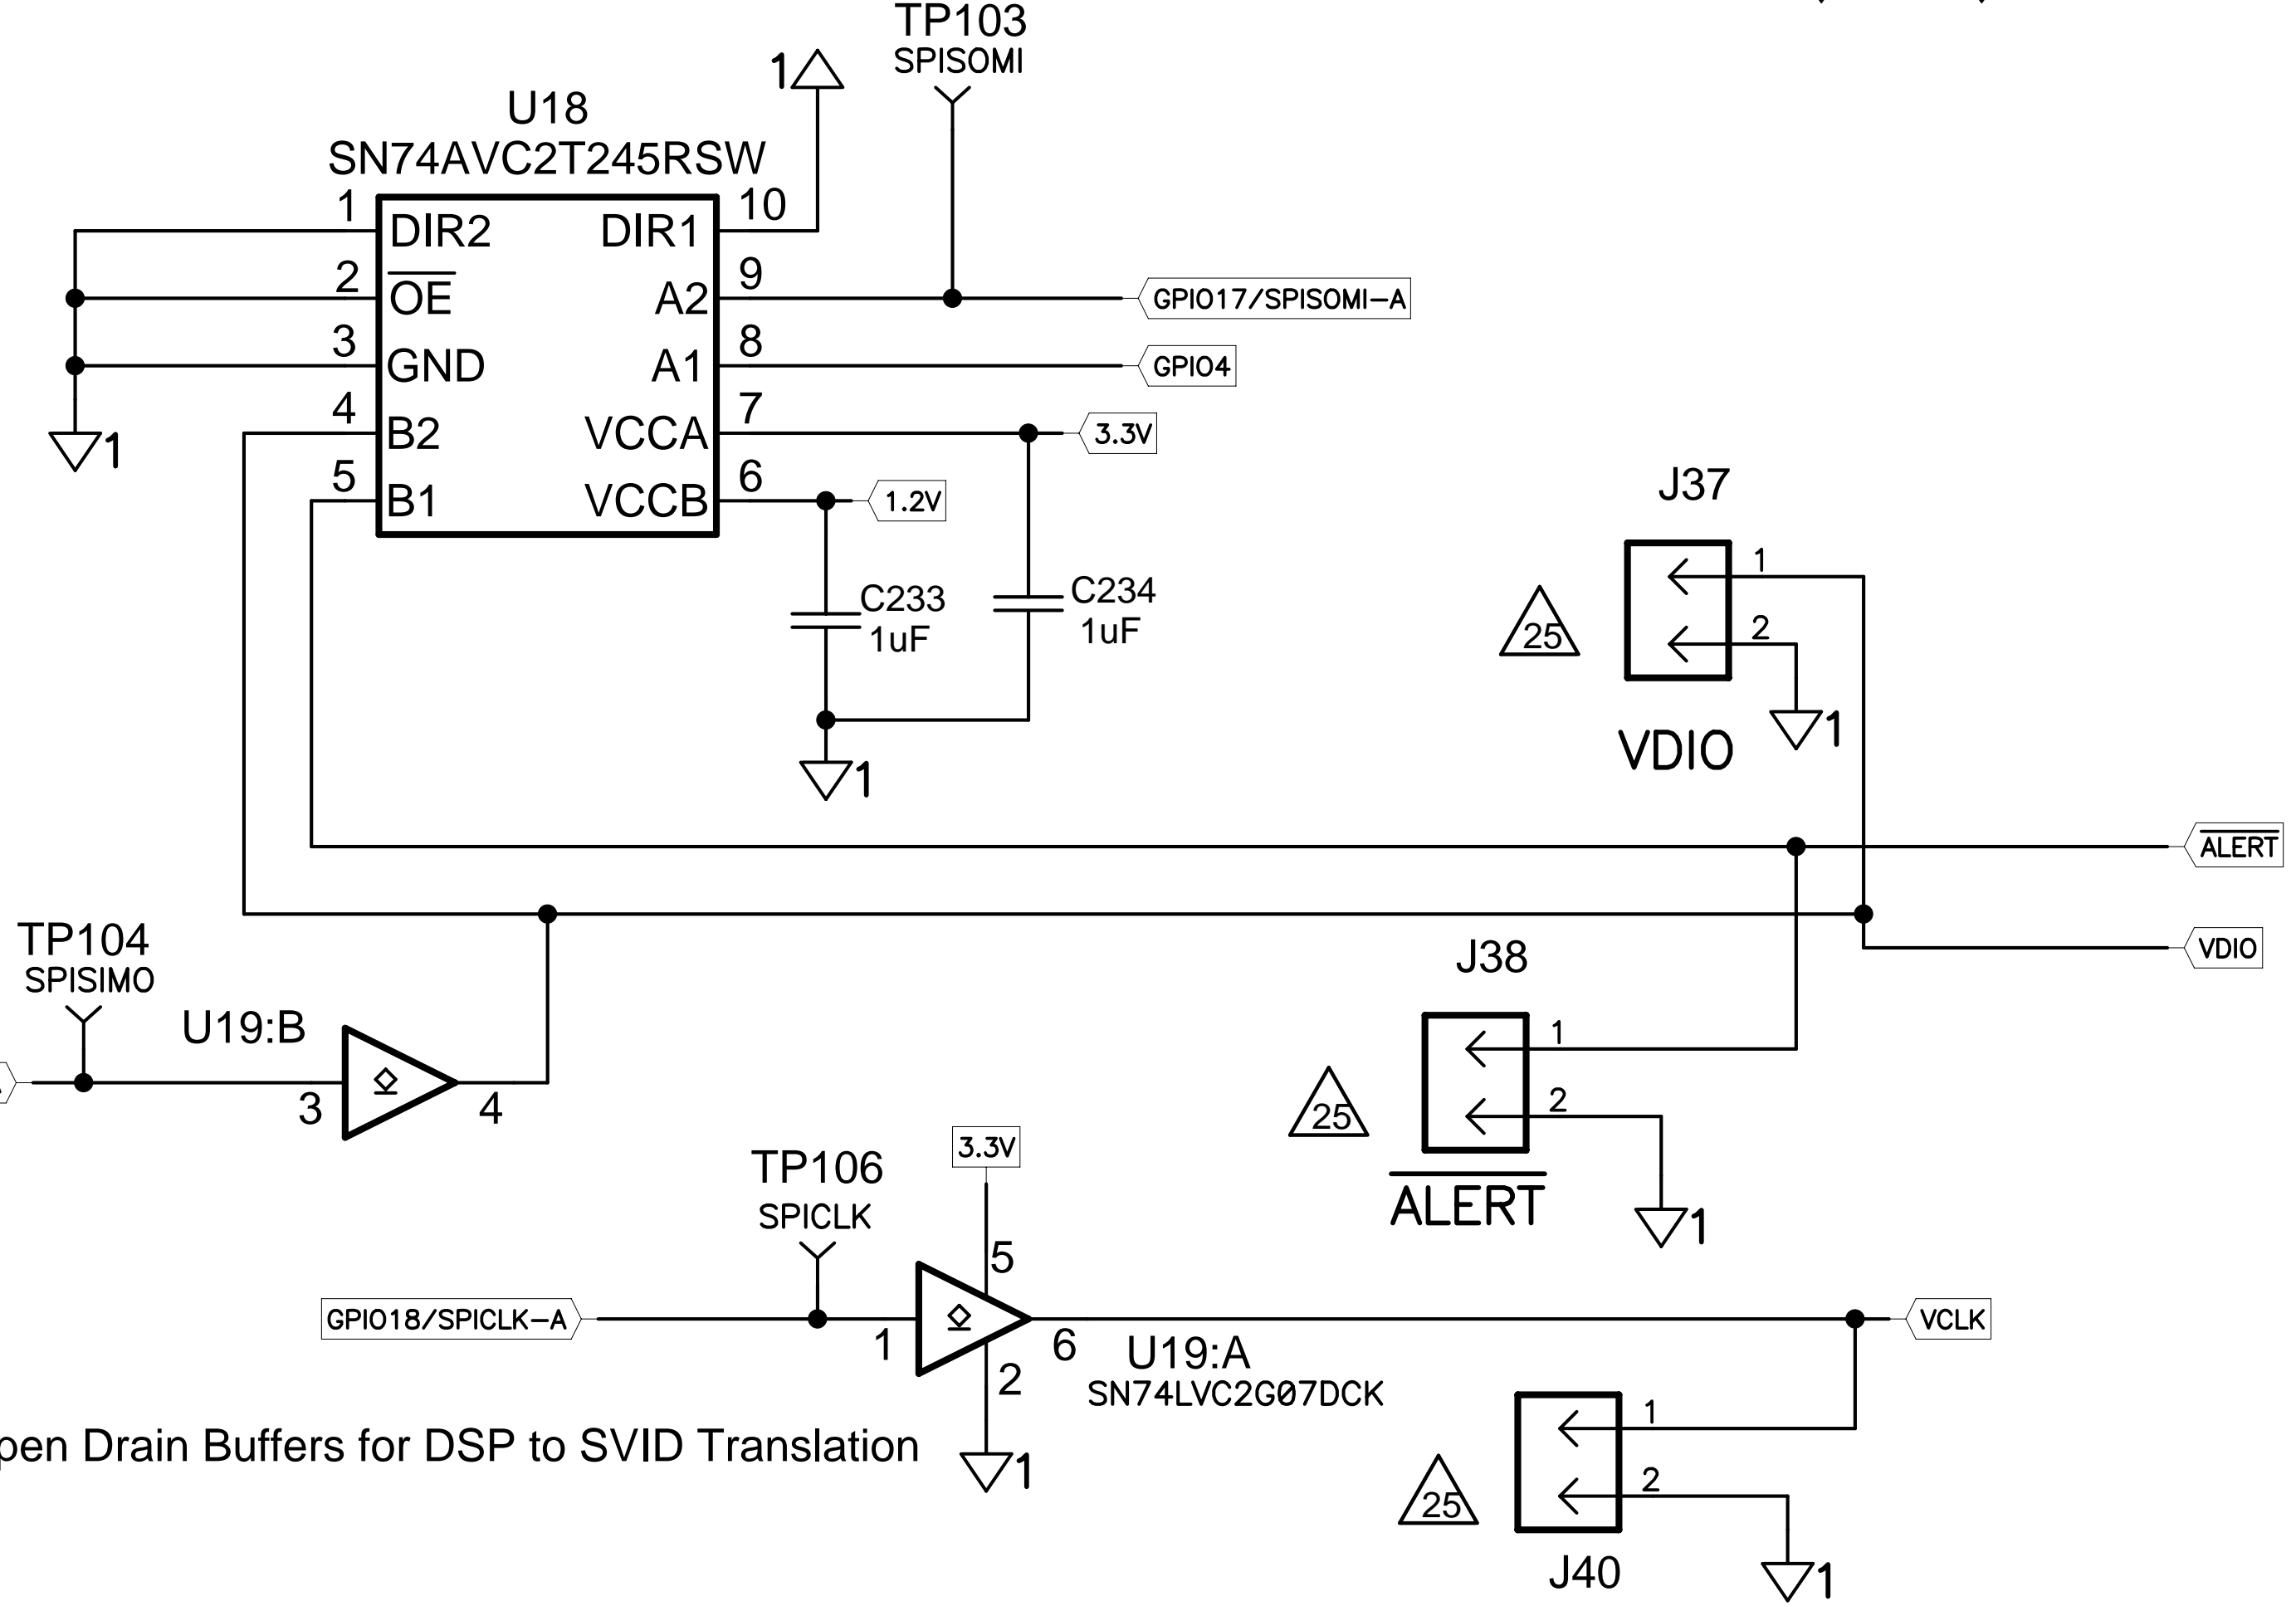 TP103
SPISOMI
1
U18
SN74AVC2T245RSW
1 DIR2 DIR1 10
2 OE A2 9
GPIO17/SPISOMI-A
3 GND A1 8
GPIO4
4 B2 VCCA 7
3.3V
1
5 B1 VCCB 6
1.2V
J37
1
C233
1uF
C234
1uF
25
2
1
VDIO
1
ALERT
TP104
SPISIMO
VDIO
J38
U19:B
1
3
4
25
2
TP106
SPICLK
3.3V
ALERT
1
5
GPIO18/SPICLK-A
1
6
VCLK
2
U19:A
SN74LVC2G07DCK
1
pen Drain Buffers for DSP to SVID Translation
1
25
2
J40
1